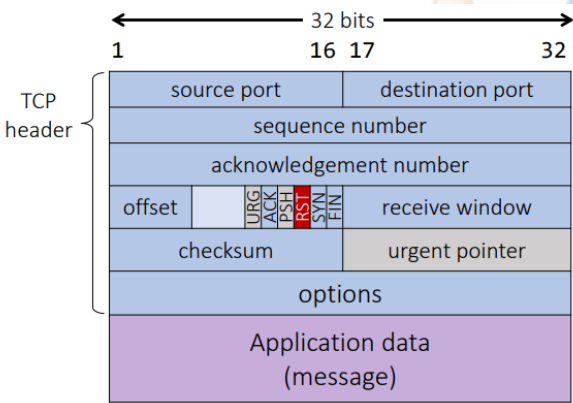 32 bits
1 16 17 32
TCP header
source port destination port
sequence number
acknowledgement number
offset URG ACK PSH RST SYN FIN receive window
checksum urgent pointer
options
Application data
(message)